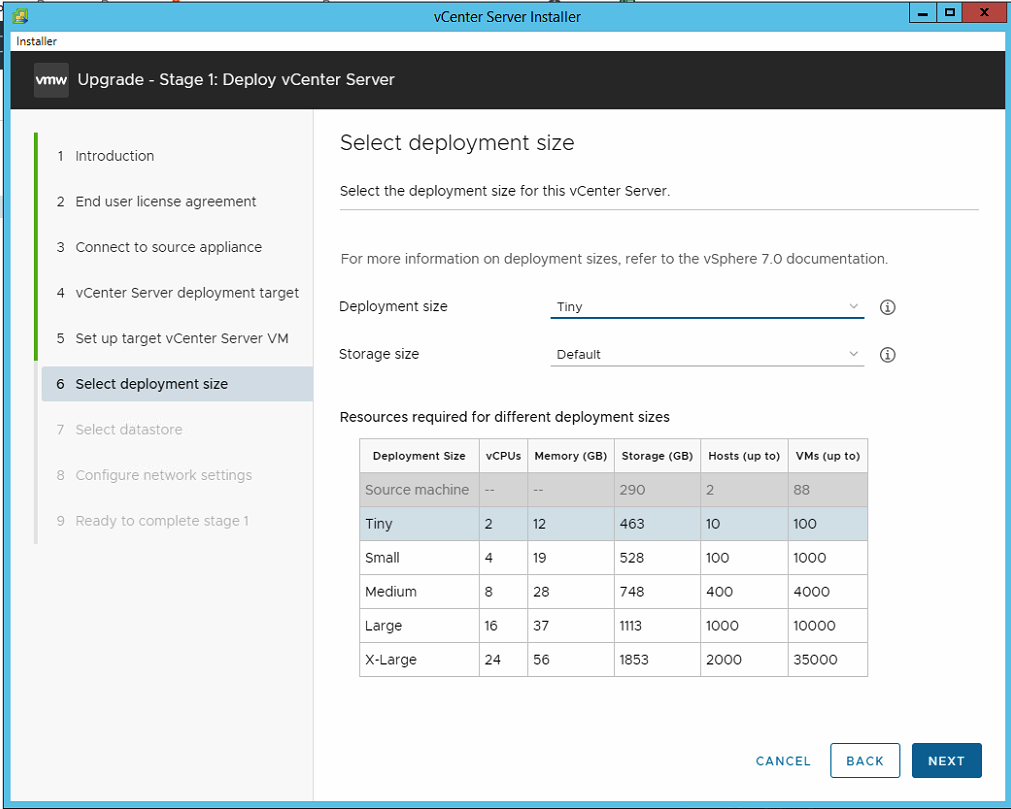 vCenter Server Installer
Installer
vmw Upgrade - Stage 1: Deploy vCenter Server
1 Introduction
2 End user license agreement
3 Connect to source appliance
4 vCenter Server deployment target
5 Set up target vCenter Server VM
6 Select deployment size
7 Select datastore
8 Configure network settings
9 Ready to complete stage 1
Select deployment size
Select the deployment size for this vCenter Server.
For more information on deployment sizes, refer to the vSphere 7.0 documentation.
Deployment size Tiny
Storage size Default
Resources required for different deployment sizes
Deployment Size vCPUs Memory (GB) Storage (GB) Hosts (up to) VMs (up to)
Source machine -- -- 290 2 88
Tiny 2 12 463 10 100
Small 4 19 528 100 1000
Medium 8 28 748 400 4000
Large 16 37 1113 1000 10000
X-Large 24 56 1853 2000 35000
CANCEL BACK NEXT